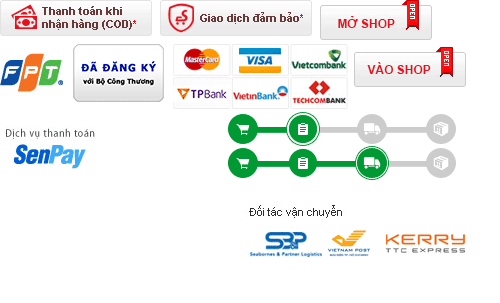 Thanh toán khi
nhận hàng (COD)*
Giao dịch đảm bảo*
MỞ SHOP
OPEN
FPT
ĐÃ ĐĂNG KÝ
với Bộ Công Thương
MasterCard
VISA
Vietcombank
VÀO SHOP
OPEN
TPBank
VietinBank
TECHCOMBANK
Dịch vụ thanh toán
SenPay
Đối tác vận chuyển
SBP
Seabornes & Partner Logistics
VIETNAM POST
KERRY
TTC EXPRESS